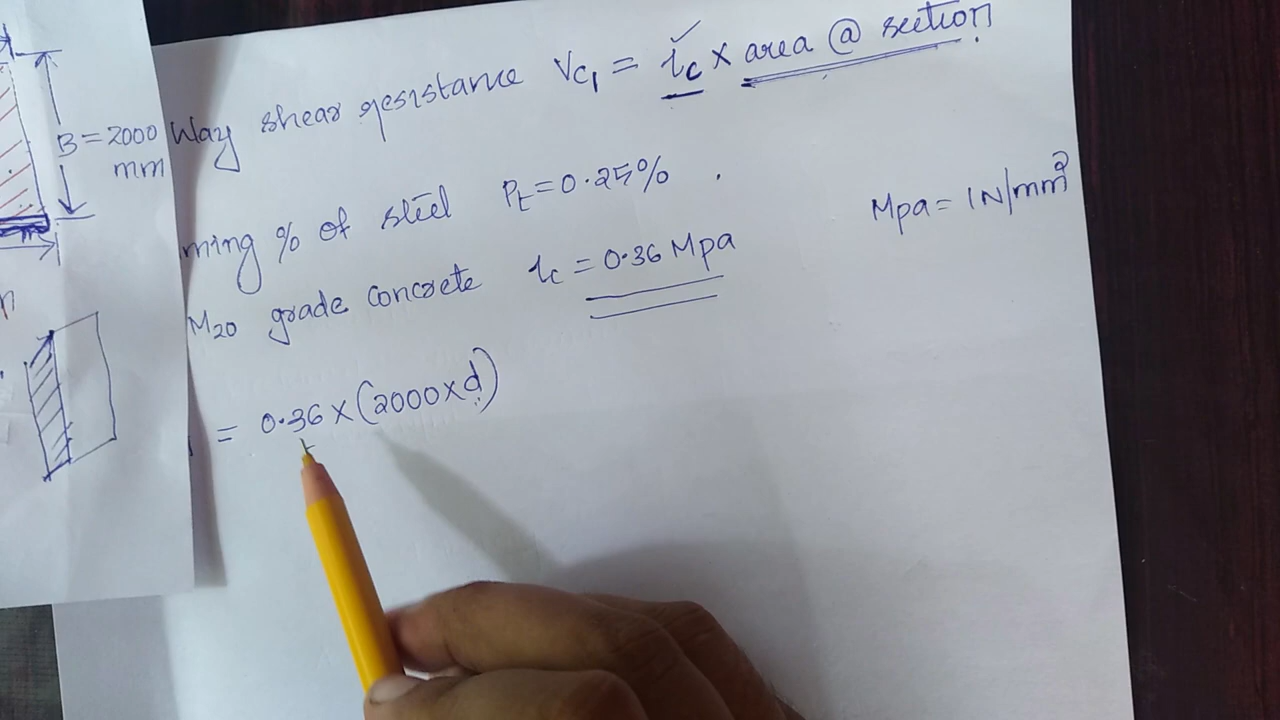 B = 2000
mm
Way shear resistance Vc1 = τc × area @ section
ming % of steel Pt = 0.25%
Mpa = 1N/mm²
M20 grade concrete τc = 0.36 Mpa
= 0.36 × (2000×d)